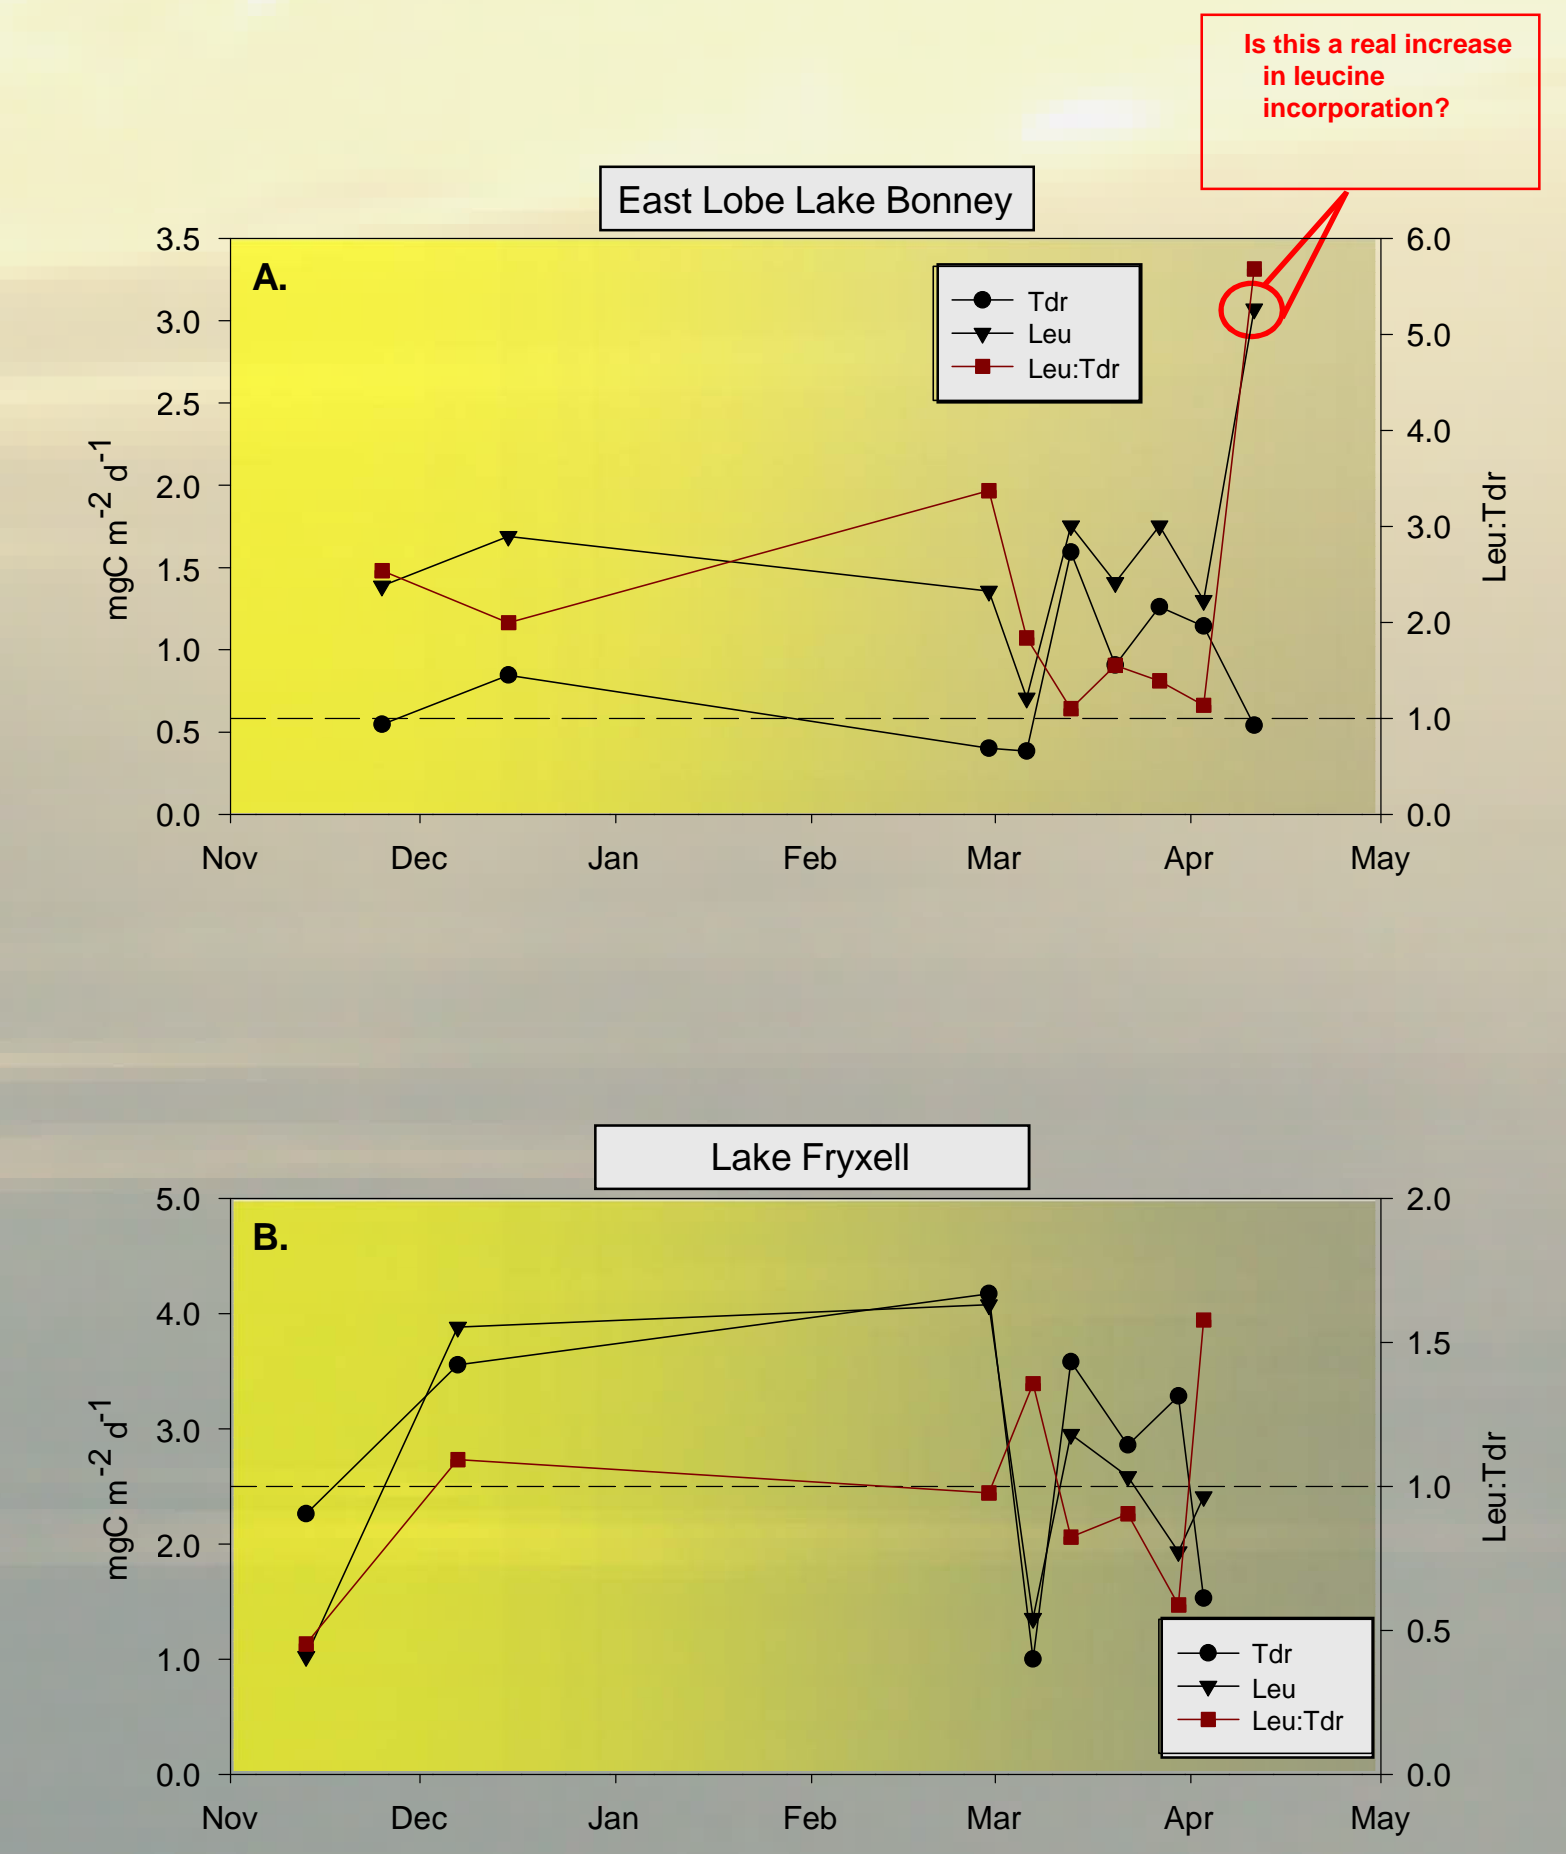 Is this a real increase
in leucine
incorporation?
East Lobe Lake Bonney
A.
Tdr
Leu
Leu:Tdr
3.5
3.0
2.5
2.0
1.5
1.0
0.5
0.0
mgC m-2 d-1
6.0
5.0
4.0
3.0
2.0
1.0
0.0
Leu:Tdr
Nov Dec Jan Feb Mar Apr May
Lake Fryxell
B.
5.0
4.0
3.0
2.0
1.0
0.0
mgC m-2 d-1
2.0
1.5
1.0
0.5
0.0
Leu:Tdr
Tdr
Leu
Leu:Tdr
Nov Dec Jan Feb Mar Apr May